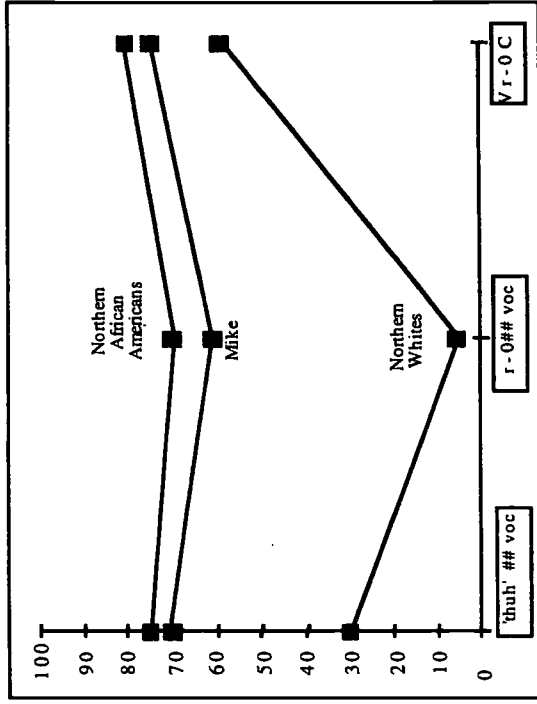 100
90
80
70
60
50
40
30
20
10
0
Northern
African
Americans
Mike
Northern
Whites
'thuh' ## voc
r - 0## voc
V r - 0 C